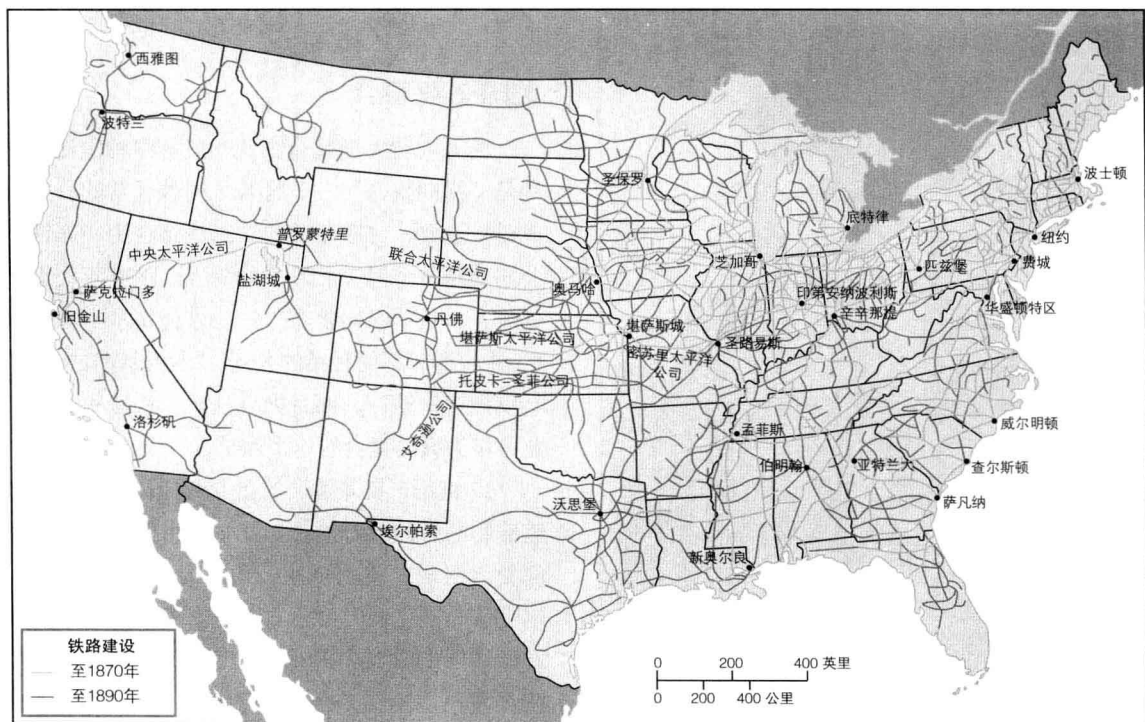 西雅图
波特兰
圣保罗
波士顿
底特律
普罗蒙特里
纽约
中央太平洋公司
联合太平洋公司
芝加哥
匹兹堡
费城
盐湖城
奥马哈
萨克拉门多
印第安纳波利斯
华盛顿特区
旧金山
丹佛
辛辛那提
堪萨斯城
堪萨斯太平洋公司
圣路易斯
密苏里太平洋
公司
托皮卡-圣菲公司
艾奇逊公司
洛杉矶
孟菲斯
威尔明顿
伯明翰
亚特兰大
查尔斯顿
沃思堡
萨凡纳
埃尔帕索
新奥尔良
铁路建设
至1870年
至1890年
0 200 400 英里
0 200 400 公里